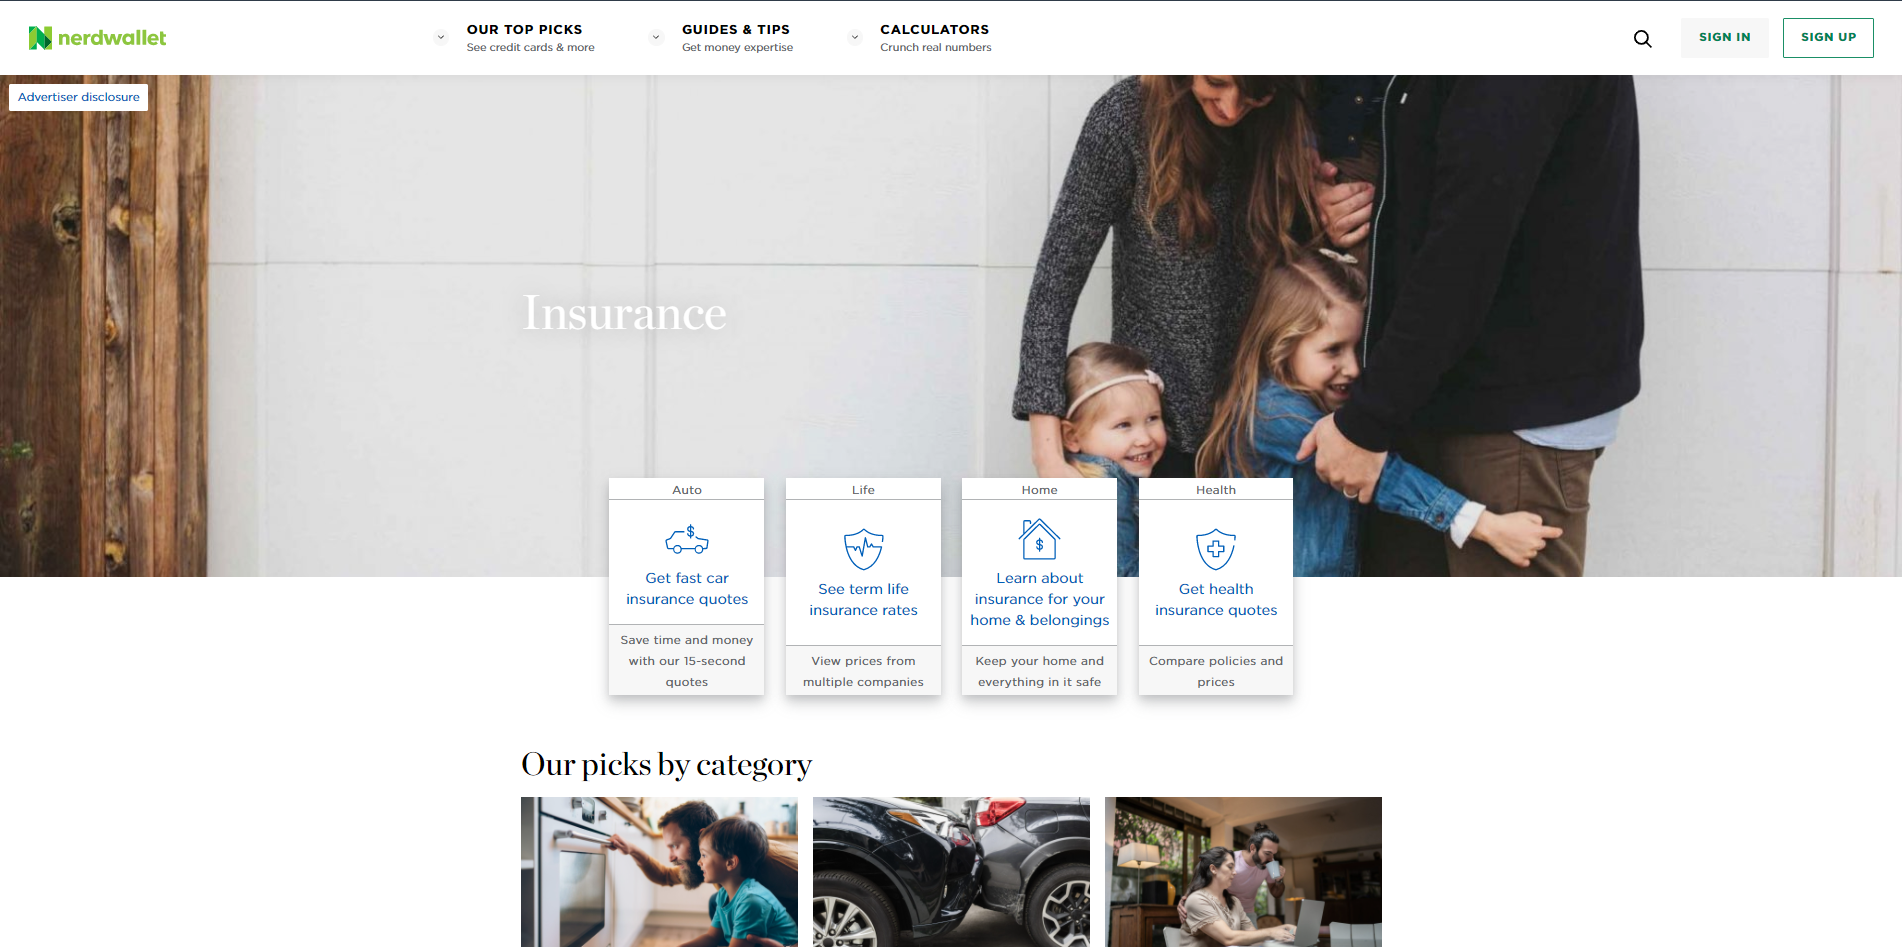 nerdwallet
OUR TOP PICKS
See credit cards & more
GUIDES & TIPS
Get money expertise
CALCULATORS
Crunch real numbers
SIGN IN
SIGN UP
Advertiser disclosure
Insurance
Auto
Get fast car
insurance quotes
Save time and money
with our 15-second
quotes
Life
See term life
insurance rates
View prices from
multiple companies
Home
$
Learn about
insurance for your
home & belongings
Keep your home and
everything in it safe
Health
Get health
insurance quotes
Compare policies and
prices
Our picks by category